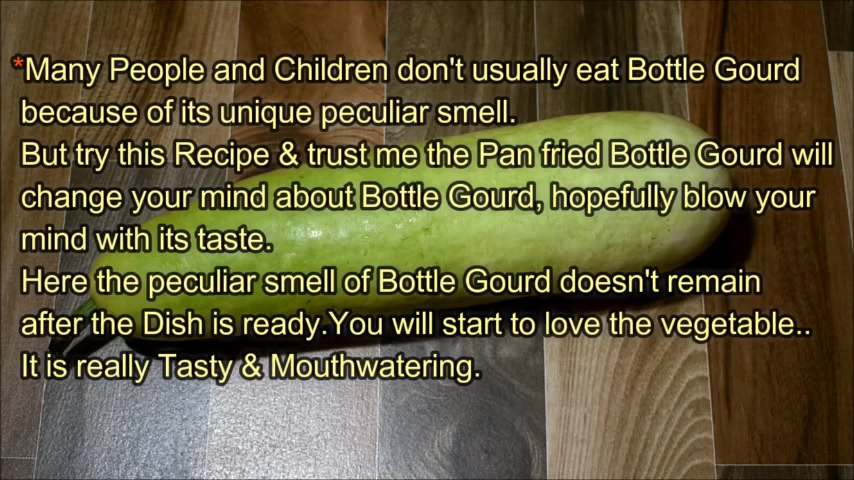 *Many People and Children don't usually eat Bottle Gourd
because of its unique peculiar smell.
But try this Recipe & trust me the Pan fried Bottle Gourd will
change your mind about Bottle Gourd, hopefully blow your
mind with its taste.
Here the peculiar smell of Bottle Gourd doesn't remain
after the Dish is ready.You will start to love the vegetable..
It is really Tasty & Mouthwatering.